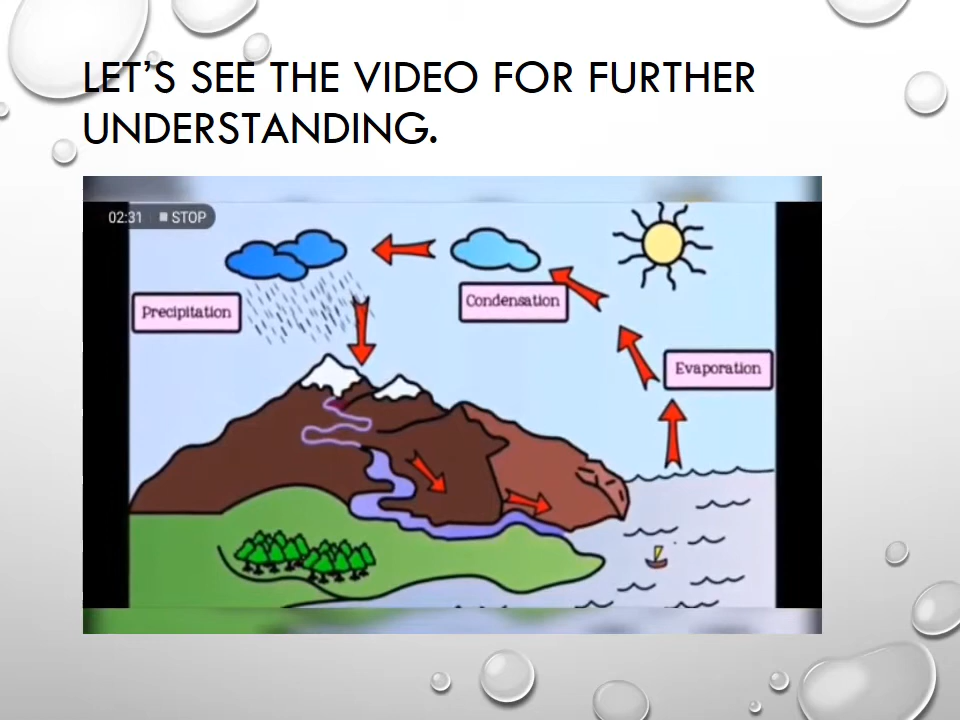 LET’S SEE THE VIDEO FOR FURTHER
UNDERSTANDING.
02:31 STOP
Precipitation
Condensation
Evaporation